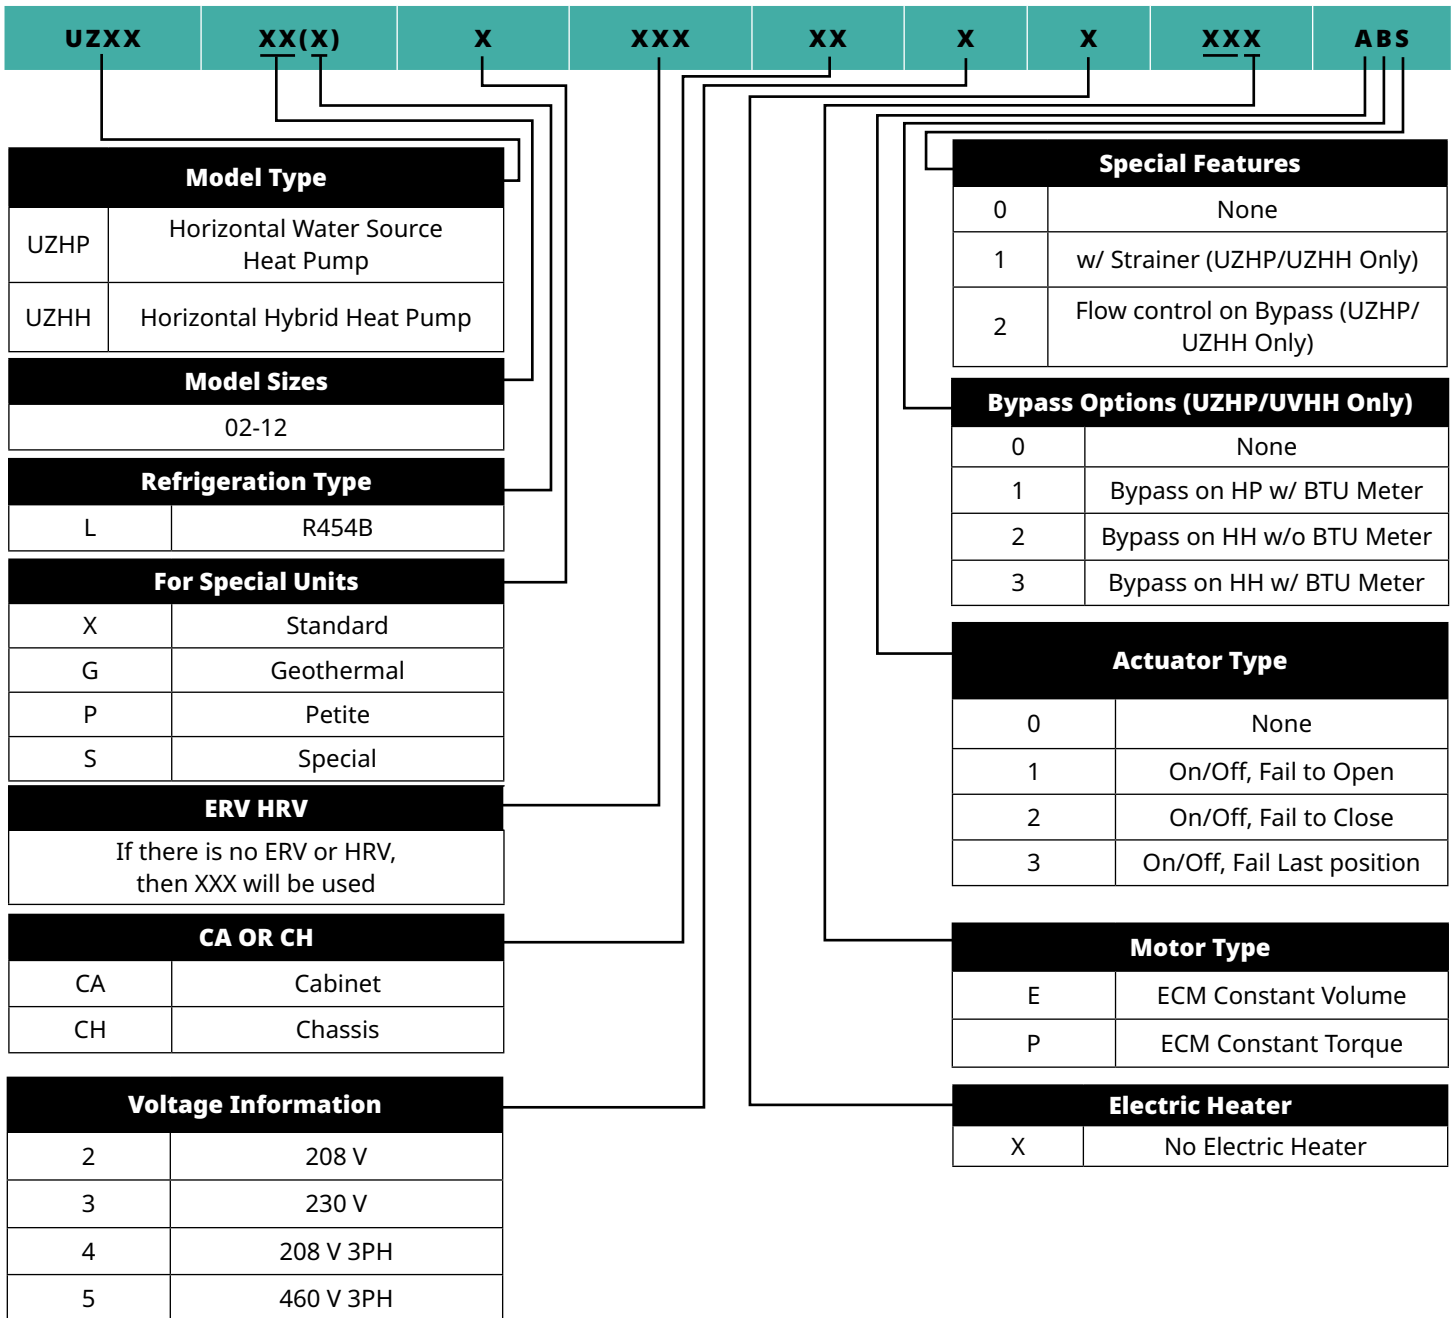 UZXX XX(X) X XXX XX X X XXX ABS
Model Type
UZHP Horizontal Water Source
Heat Pump
UZHH Horizontal Hybrid Heat Pump
Model Sizes
02-12
Refrigeration Type
L R454B
For Special Units
X Standard
G Geothermal
P Petite
S Special
ERV HRV
If there is no ERV or HRV,
then XXX will be used
CA OR CH
CA Cabinet
CH Chassis
Voltage Information
2 208 V
3 230 V
4 208 V 3PH
5 460 V 3PH
Special Features
0 None
1 w/ Strainer (UZHP/UZHH Only)
2 Flow control on Bypass (UZHP/
UZHH Only)
Bypass Options (UZHP/UVHH Only)
0 None
1 Bypass on HP w/ BTU Meter
2 Bypass on HH w/o BTU Meter
3 Bypass on HH w/ BTU Meter
Actuator Type
0 None
1 On/Off, Fail to Open
2 On/Off, Fail to Close
3 On/Off, Fail Last position
Motor Type
E ECM Constant Volume
P ECM Constant Torque
Electric Heater
X No Electric Heater